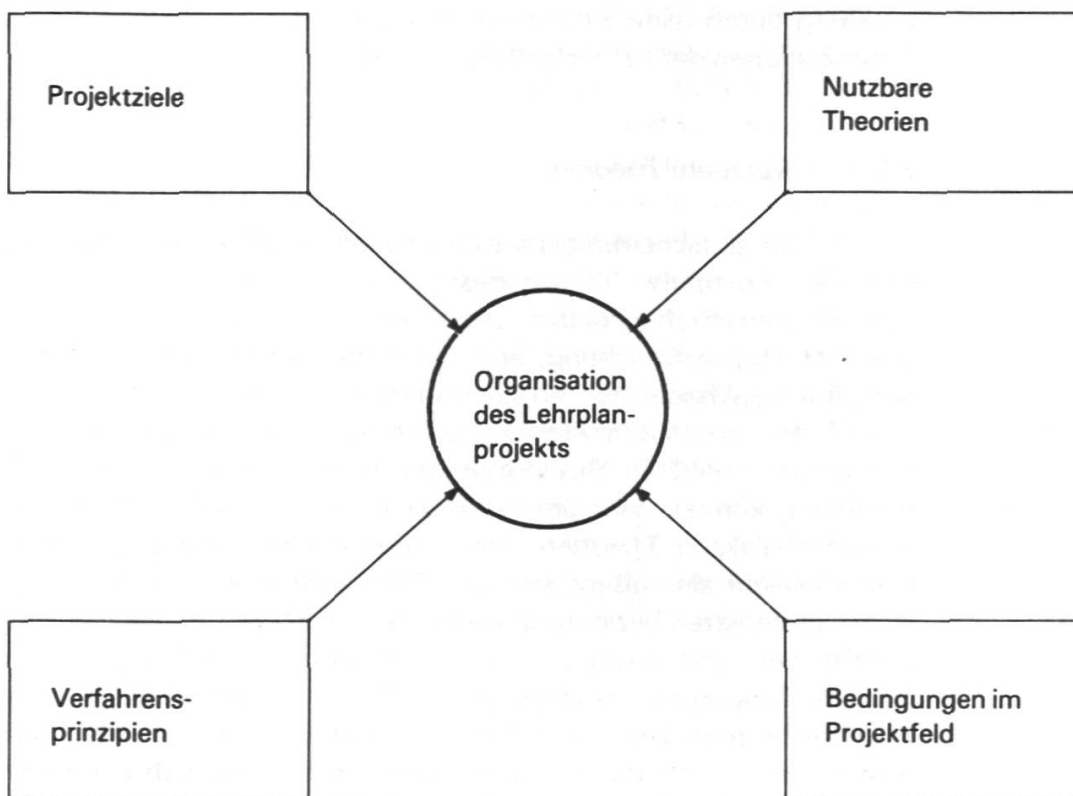 Projektziele
Nutzbare
Theorien
Organisation
des Lehrplan-
projekts
Verfahrens-
prinzipien
Bedingungen im
Projektfeld